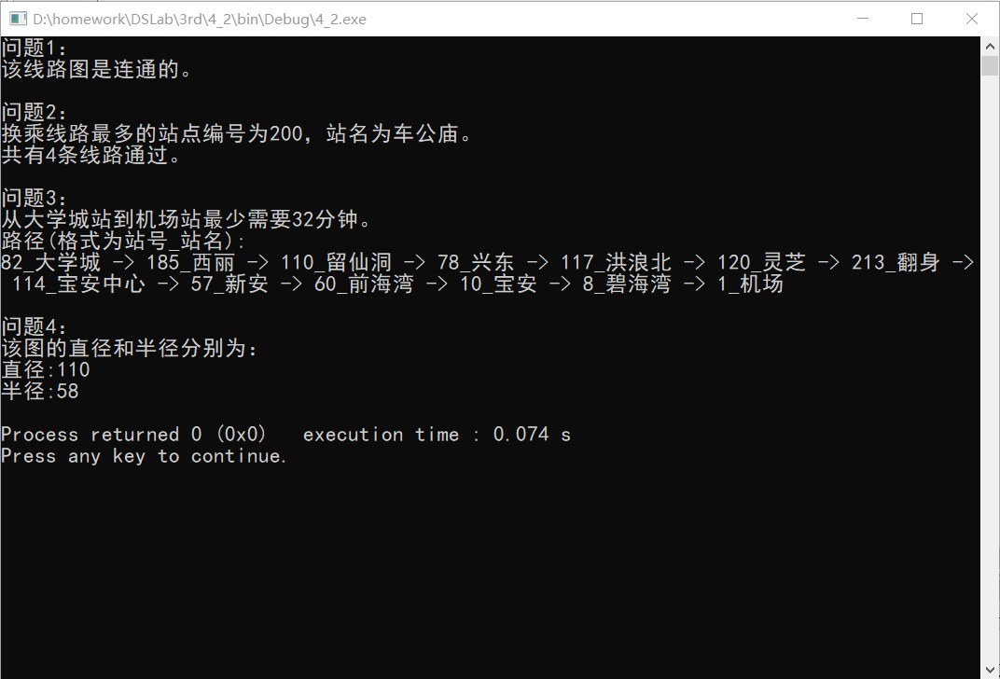 D:\homework\DSLab\3rd\4_2\bin\Debug\4_2.exe
问题1:
该线路图是连通的。
问题2:
换乘线路最多的站点编号为200，站名为车公庙。
共有4条线路通过。
问题3:
从大学城站到机场站最少需要32分钟。
路径(格式为站号_站名):
82_大学城 -> 185_西丽 -> 110_留仙洞 -> 78_兴东 -> 117_洪浪北 -> 120_灵芝 -> 213_翻身 ->
114_宝安中心 -> 57_新安 -> 60_前海湾 -> 10_宝安 -> 8_碧海湾 -> 1_机场
问题4:
该图的直径和半径分别为:
直径:110
半径:58
Process returned 0 (0x0)   execution time : 0.074 s
Press any key to continue.